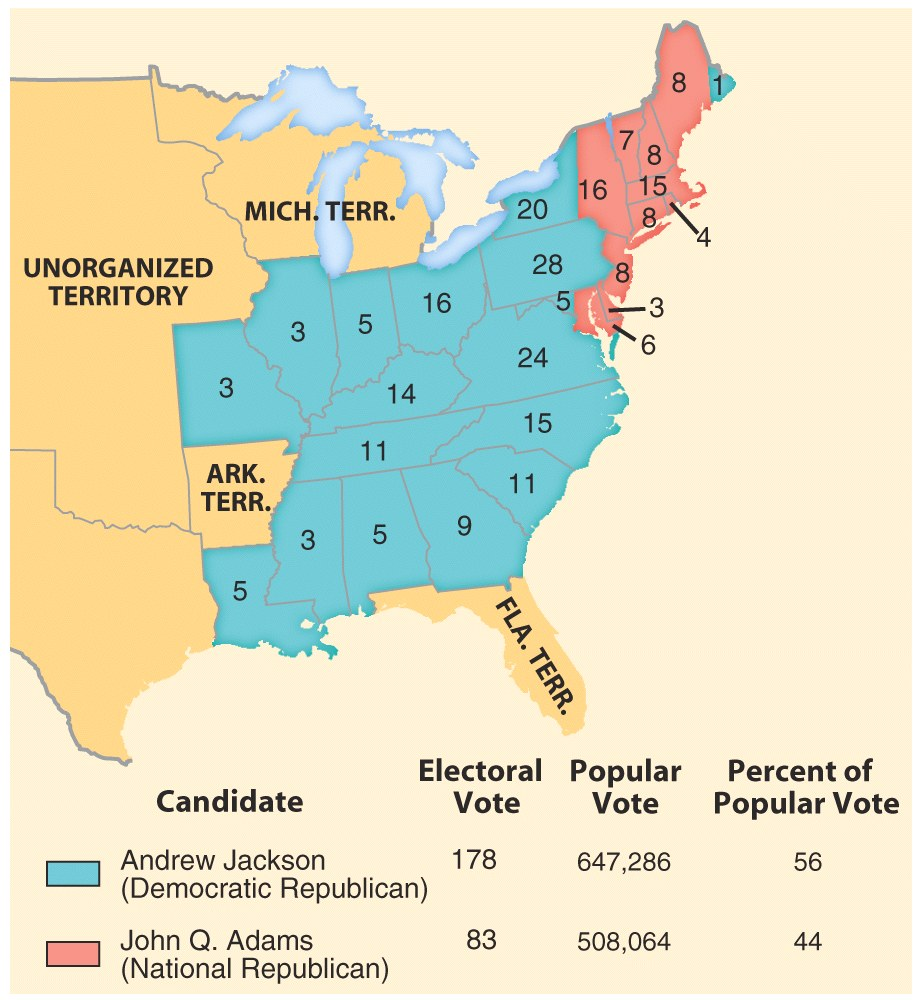 8
1
7
8
16
15
20
8
4
MICH. TERR.
UNORGANIZED
TERRITORY
28
8
5
3
16
3
5
6
24
3
14
15
11
ARK.
TERR.
11
3
5
9
5
FLA. TERR.
Candidate
Electoral
Vote
Popular
Vote
Percent of
Popular Vote
Andrew Jackson
(Democratic Republican)
178
647,286
56
John Q. Adams
(National Republican)
83
508,064
44